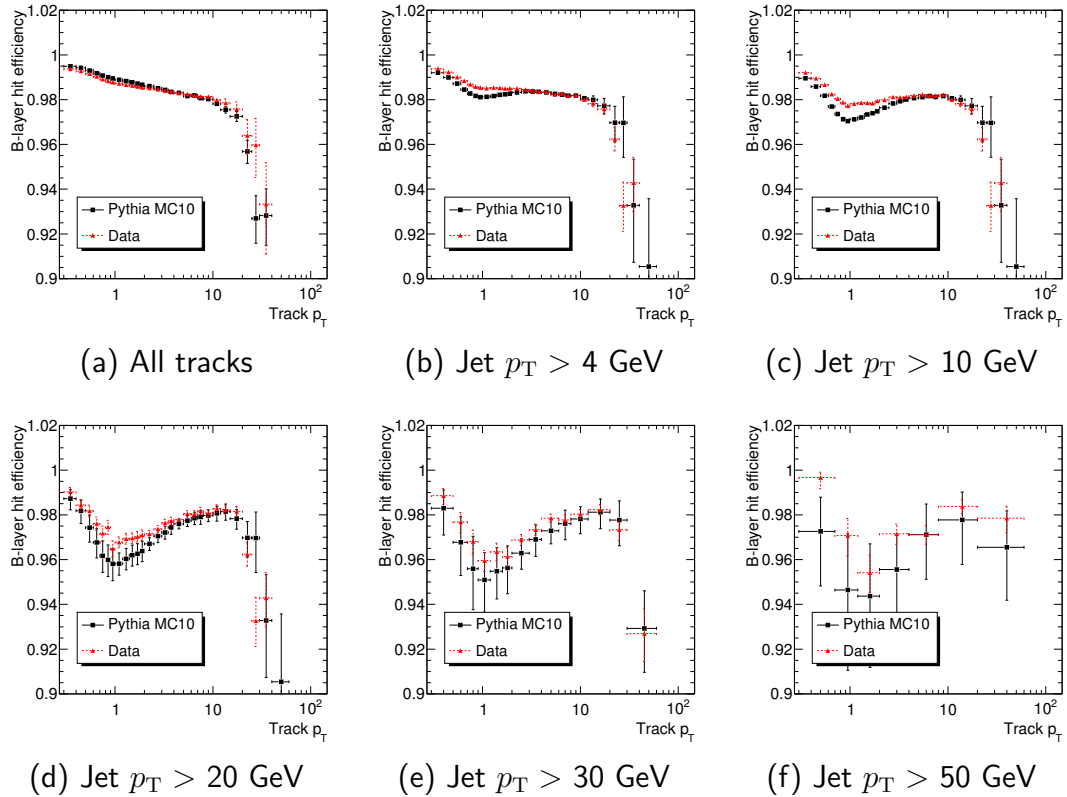 1.02
1
0.98
0.96
0.94
0.92
0.9
B-layer hit efficiency
Pythia MC10
Data
1
10
10²
Track p_T
(a) All tracks
1.02
1
0.98
0.96
0.94
0.92
0.9
B-layer hit efficiency
Pythia MC10
Data
1
10
10²
Track p_T
(b) Jet p_T > 4 GeV
1.02
1
0.98
0.96
0.94
0.92
0.9
B-layer hit efficiency
Pythia MC10
Data
1
10
10²
Track p_T
(c) Jet p_T > 10 GeV
1.02
1
0.98
0.96
0.94
0.92
0.9
B-layer hit efficiency
Pythia MC10
Data
1
10
10²
Track p_T
(d) Jet p_T > 20 GeV
1.02
1
0.98
0.96
0.94
0.92
0.9
B-layer hit efficiency
Pythia MC10
Data
1
10
10²
Track p_T
(e) Jet p_T > 30 GeV
1.02
1
0.98
0.96
0.94
0.92
0.9
B-layer hit efficiency
Pythia MC10
Data
1
10
10²
Track p_T
(f) Jet p_T > 50 GeV